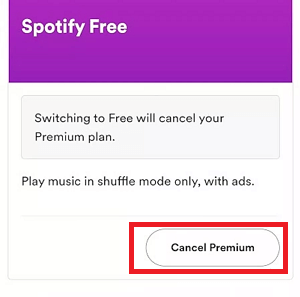 Spotify Free
Switching to Free will cancel your
Premium plan.
Play music in shuffle mode only, with ads.
Cancel Premium